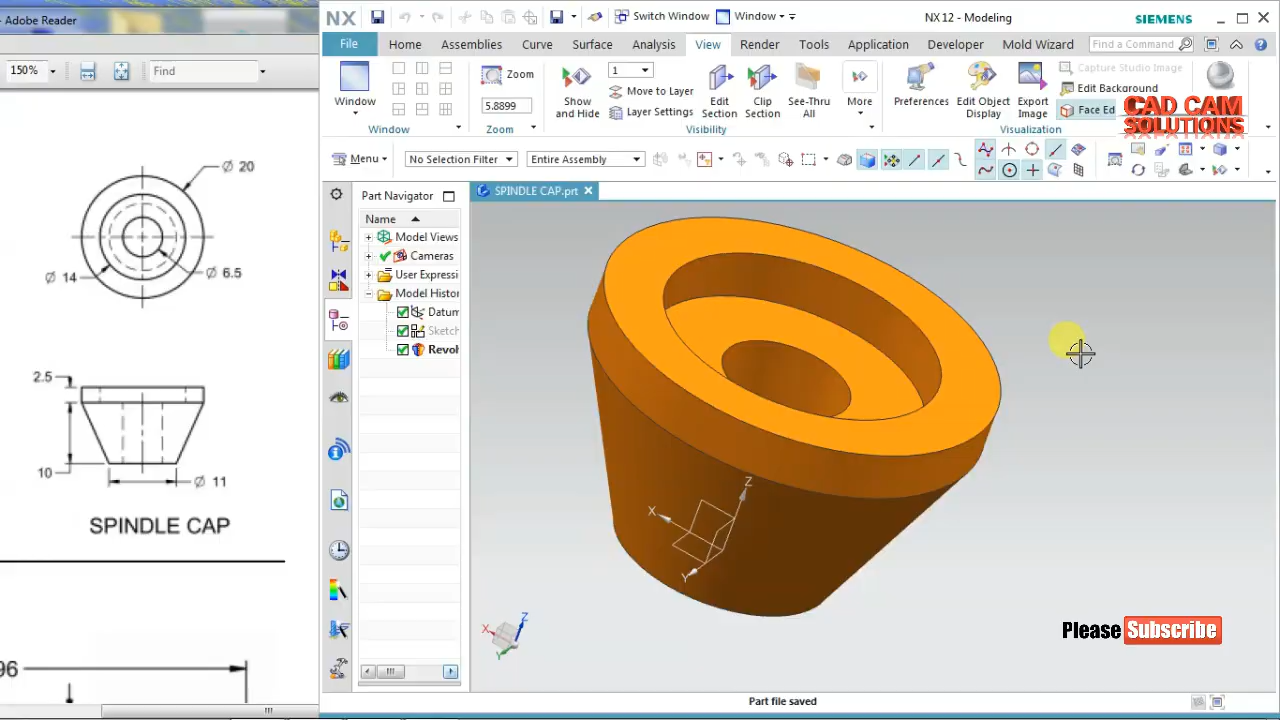 - Adobe Reader
150%
Find
Ø 20
Ø 14
Ø 6.5
2.5
10
Ø 11
SPINDLE CAP
96
NX
Switch Window
Window
NX 12 - Modeling
SIEMENS
File
Home
Assemblies
Curve
Surface
Analysis
View
Render
Tools
Application
Developer
Mold Wizard
Find a Command
Window
Zoom
5.8899
Show and Hide
1
Move to Layer
Layer Settings
Edit Section
Clip Section
See-Thru All
More
Preferences
Edit Object Display
Export Image
Capture Studio Image
Edit Background
Face Ed
CAD CAM
SOLUTIONS
Window
Zoom
Visibility
Visualization
Menu
No Selection Filter
Entire Assembly
Part Navigator
SPINDLE CAP.prt
Name
Model Views
Cameras
User Expressi
Model Histor
Datum
Sketch
Revol
Z
X
Y
Z
X
Y
Please Subscribe
Part file saved